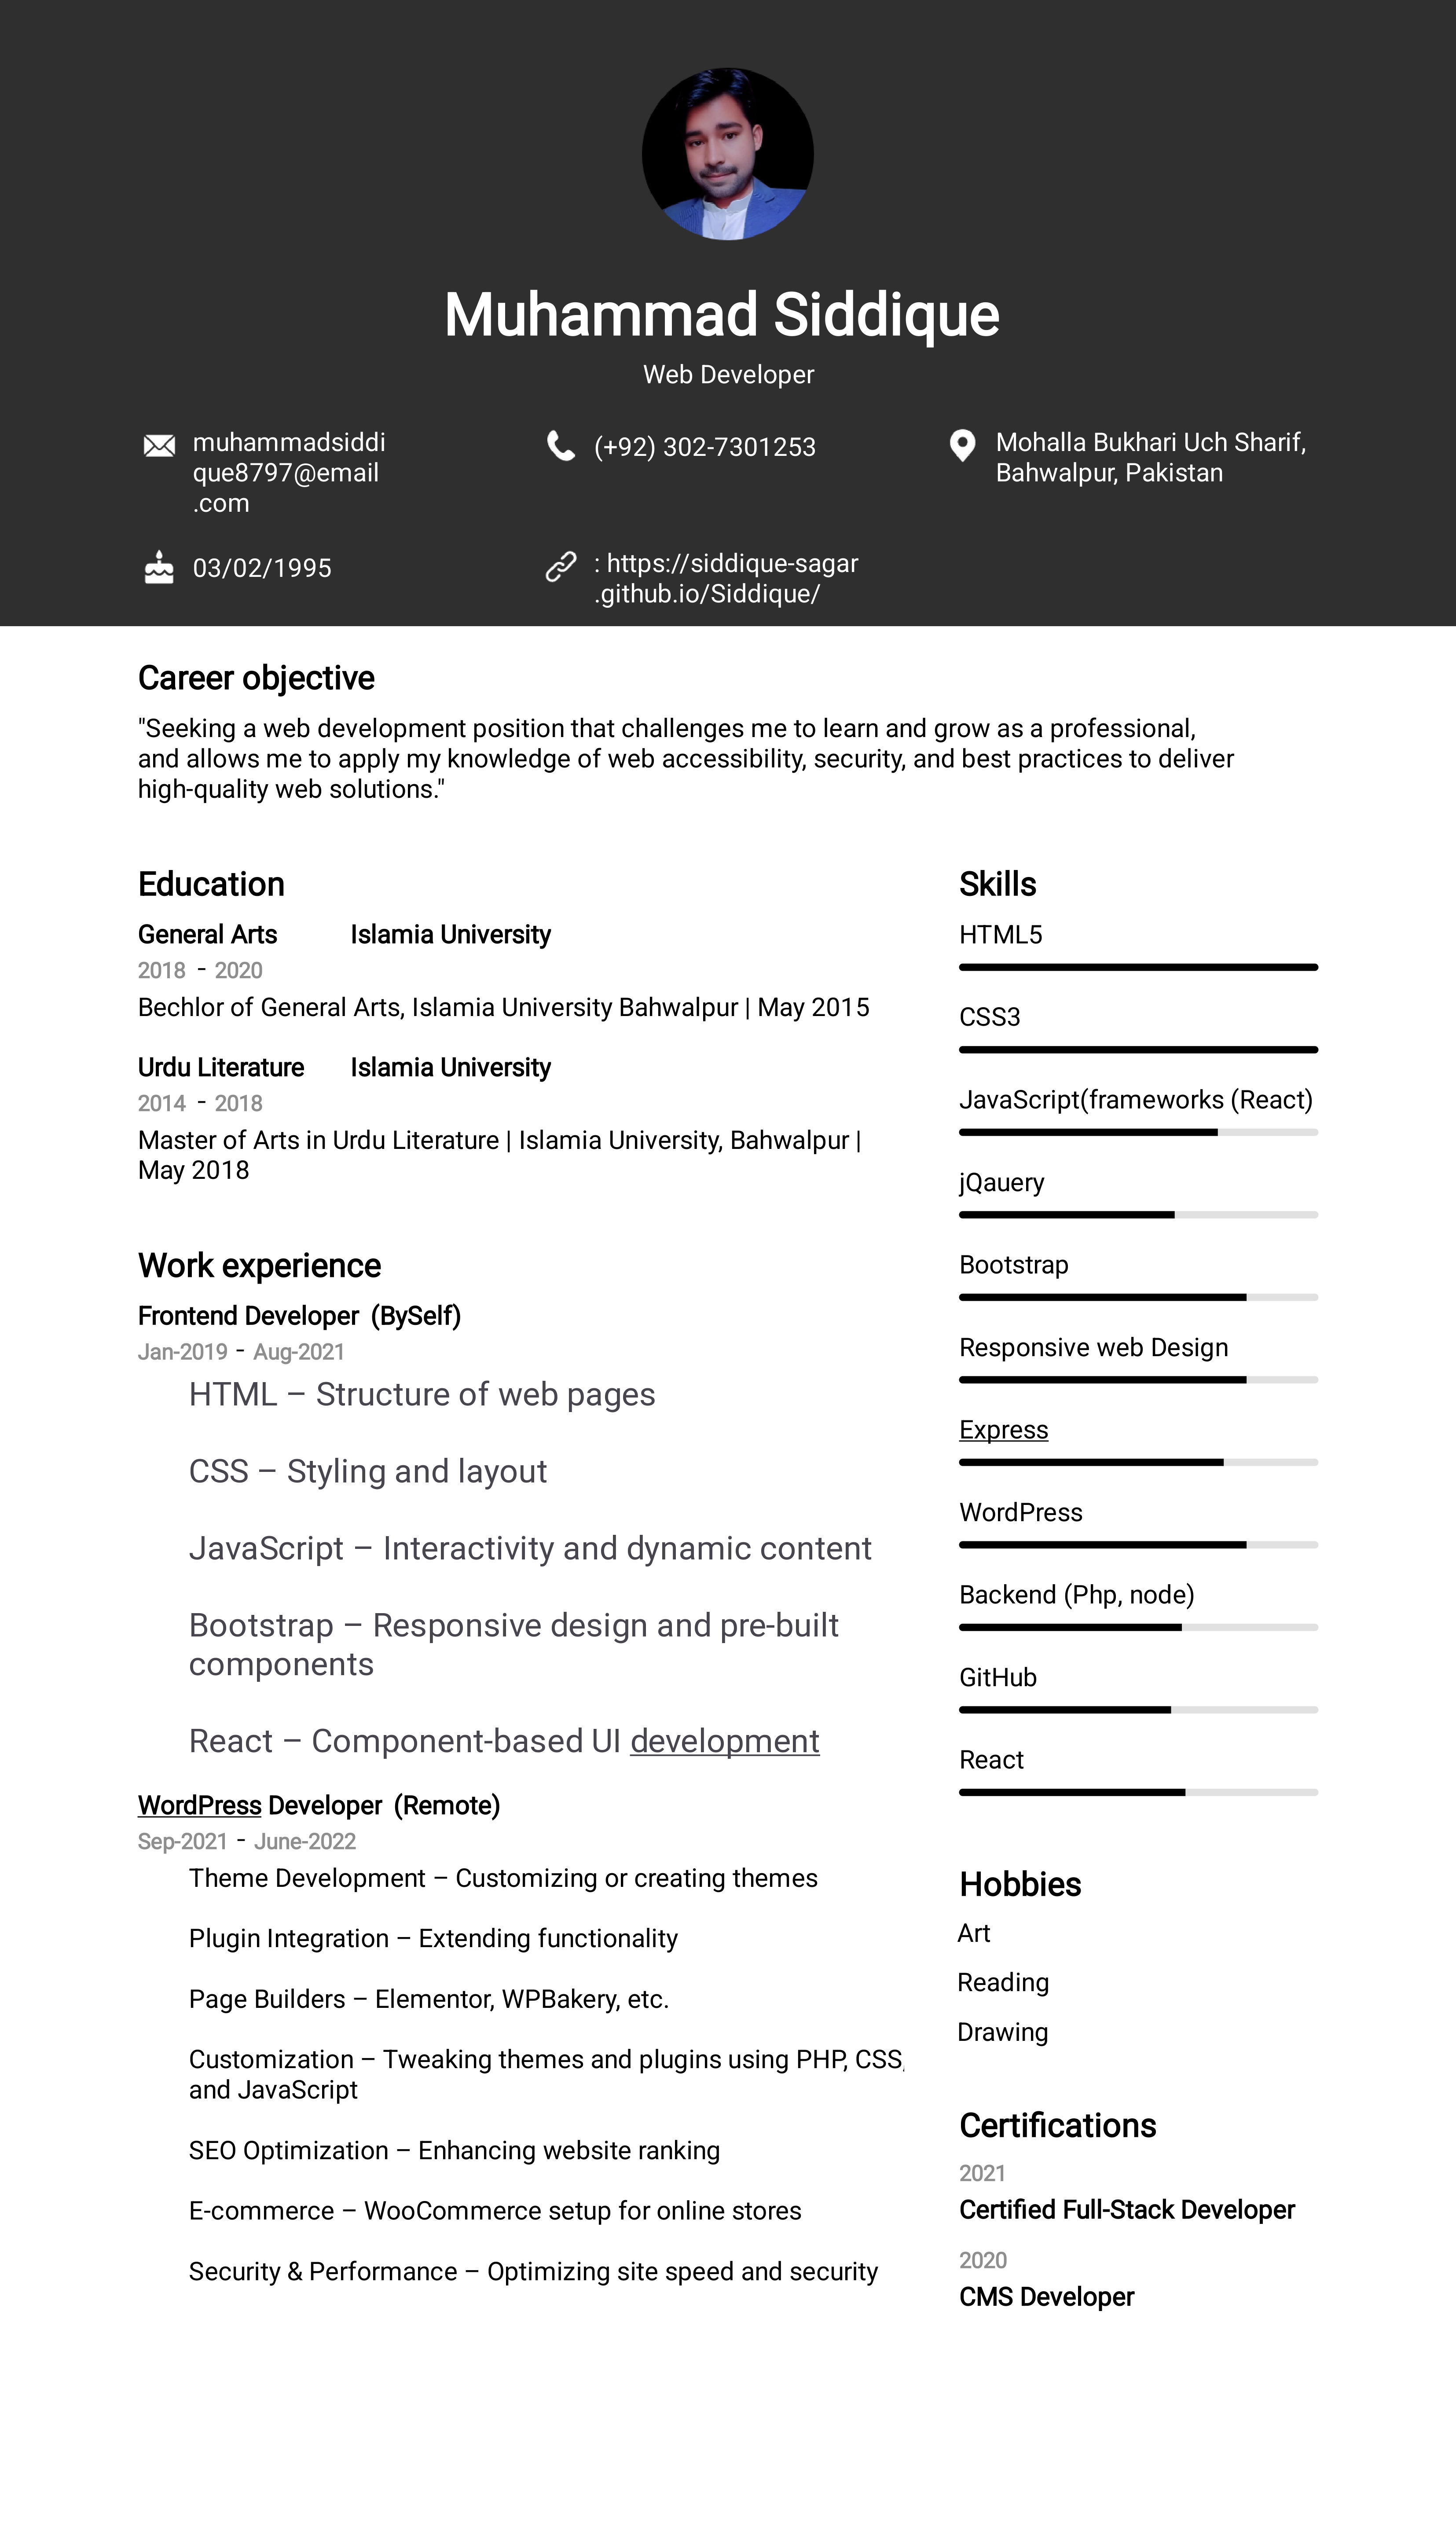 Muhammad Siddique
Web Developer
muhammadsiddi
que8797@email
.com
(+92) 302-7301253
Mohalla Bukhari Uch Sharif,
Bahwalpur, Pakistan
03/02/1995
: https://siddique-sagar
.github.io/Siddique/
Career objective
"Seeking a web development position that challenges me to learn and grow as a professional,
and allows me to apply my knowledge of web accessibility, security, and best practices to deliver
high-quality web solutions."
Education
General Arts Islamia University
2018 - 2020
Bechlor of General Arts, Islamia University Bahwalpur | May 2015
Urdu Literature Islamia University
2014 - 2018
Master of Arts in Urdu Literature | Islamia University, Bahwalpur |
May 2018
Work experience
Frontend Developer (BySelf)
Jan-2019 - Aug-2021
HTML – Structure of web pages
CSS – Styling and layout
JavaScript – Interactivity and dynamic content
Bootstrap – Responsive design and pre-built
components
React – Component-based UI development
WordPress Developer (Remote)
Sep-2021 - June-2022
Theme Development – Customizing or creating themes
Plugin Integration – Extending functionality
Page Builders – Elementor, WPBakery, etc.
Customization – Tweaking themes and plugins using PHP, CSS,
and JavaScript
SEO Optimization – Enhancing website ranking
E-commerce – WooCommerce setup for online stores
Security & Performance – Optimizing site speed and security
Skills
HTML5
CSS3
JavaScript(frameworks (React)
jQauery
Bootstrap
Responsive web Design
Express
WordPress
Backend (Php, node)
GitHub
React
Hobbies
Art
Reading
Drawing
Certifications
2021
Certified Full-Stack Developer
2020
CMS Developer